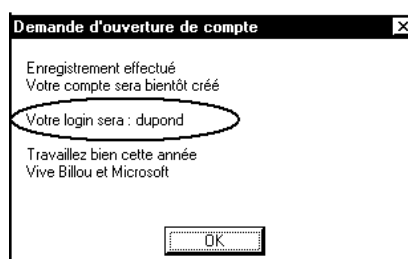 Demande d'ouverture de compte
Enregistrement effectué
Votre compte sera bientôt créé
Votre login sera : dupond
Travaillez bien cette année
Vive Billou et Microsoft
OK